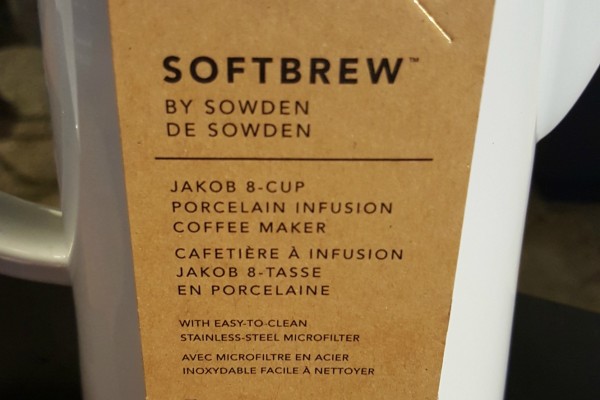 SOFTBREW™
BY SOWDEN
DE SOWDEN
JAKOB 8-CUP
PORCELAIN INFUSION
COFFEE MAKER
CAFETIÈRE À INFUSION
JAKOB 8-TASSE
EN PORCELAINE
WITH EASY-TO-CLEAN
STAINLESS-STEEL MICROFILTER
AVEC MICROFILTRE EN ACIER
INOXYDABLE FACILE À NETTOYER